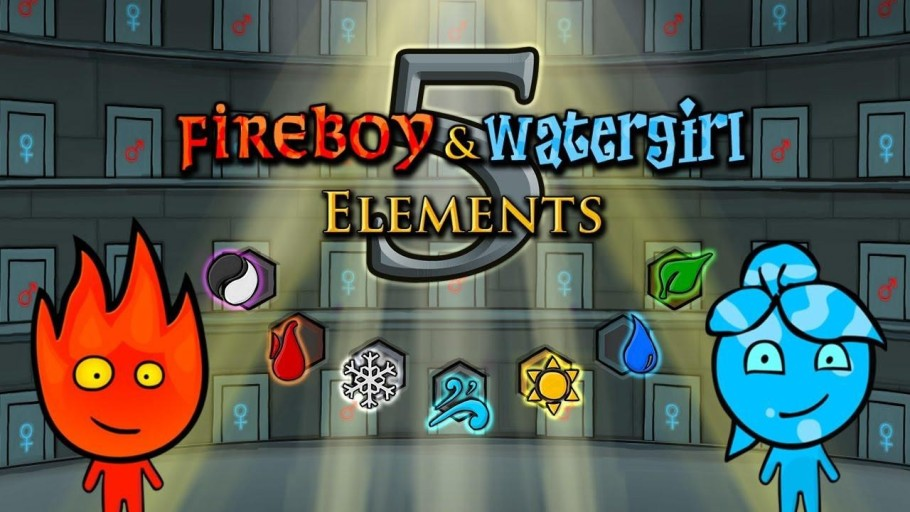 5
FIREBOY & WATERGIRL
ELEMENTS